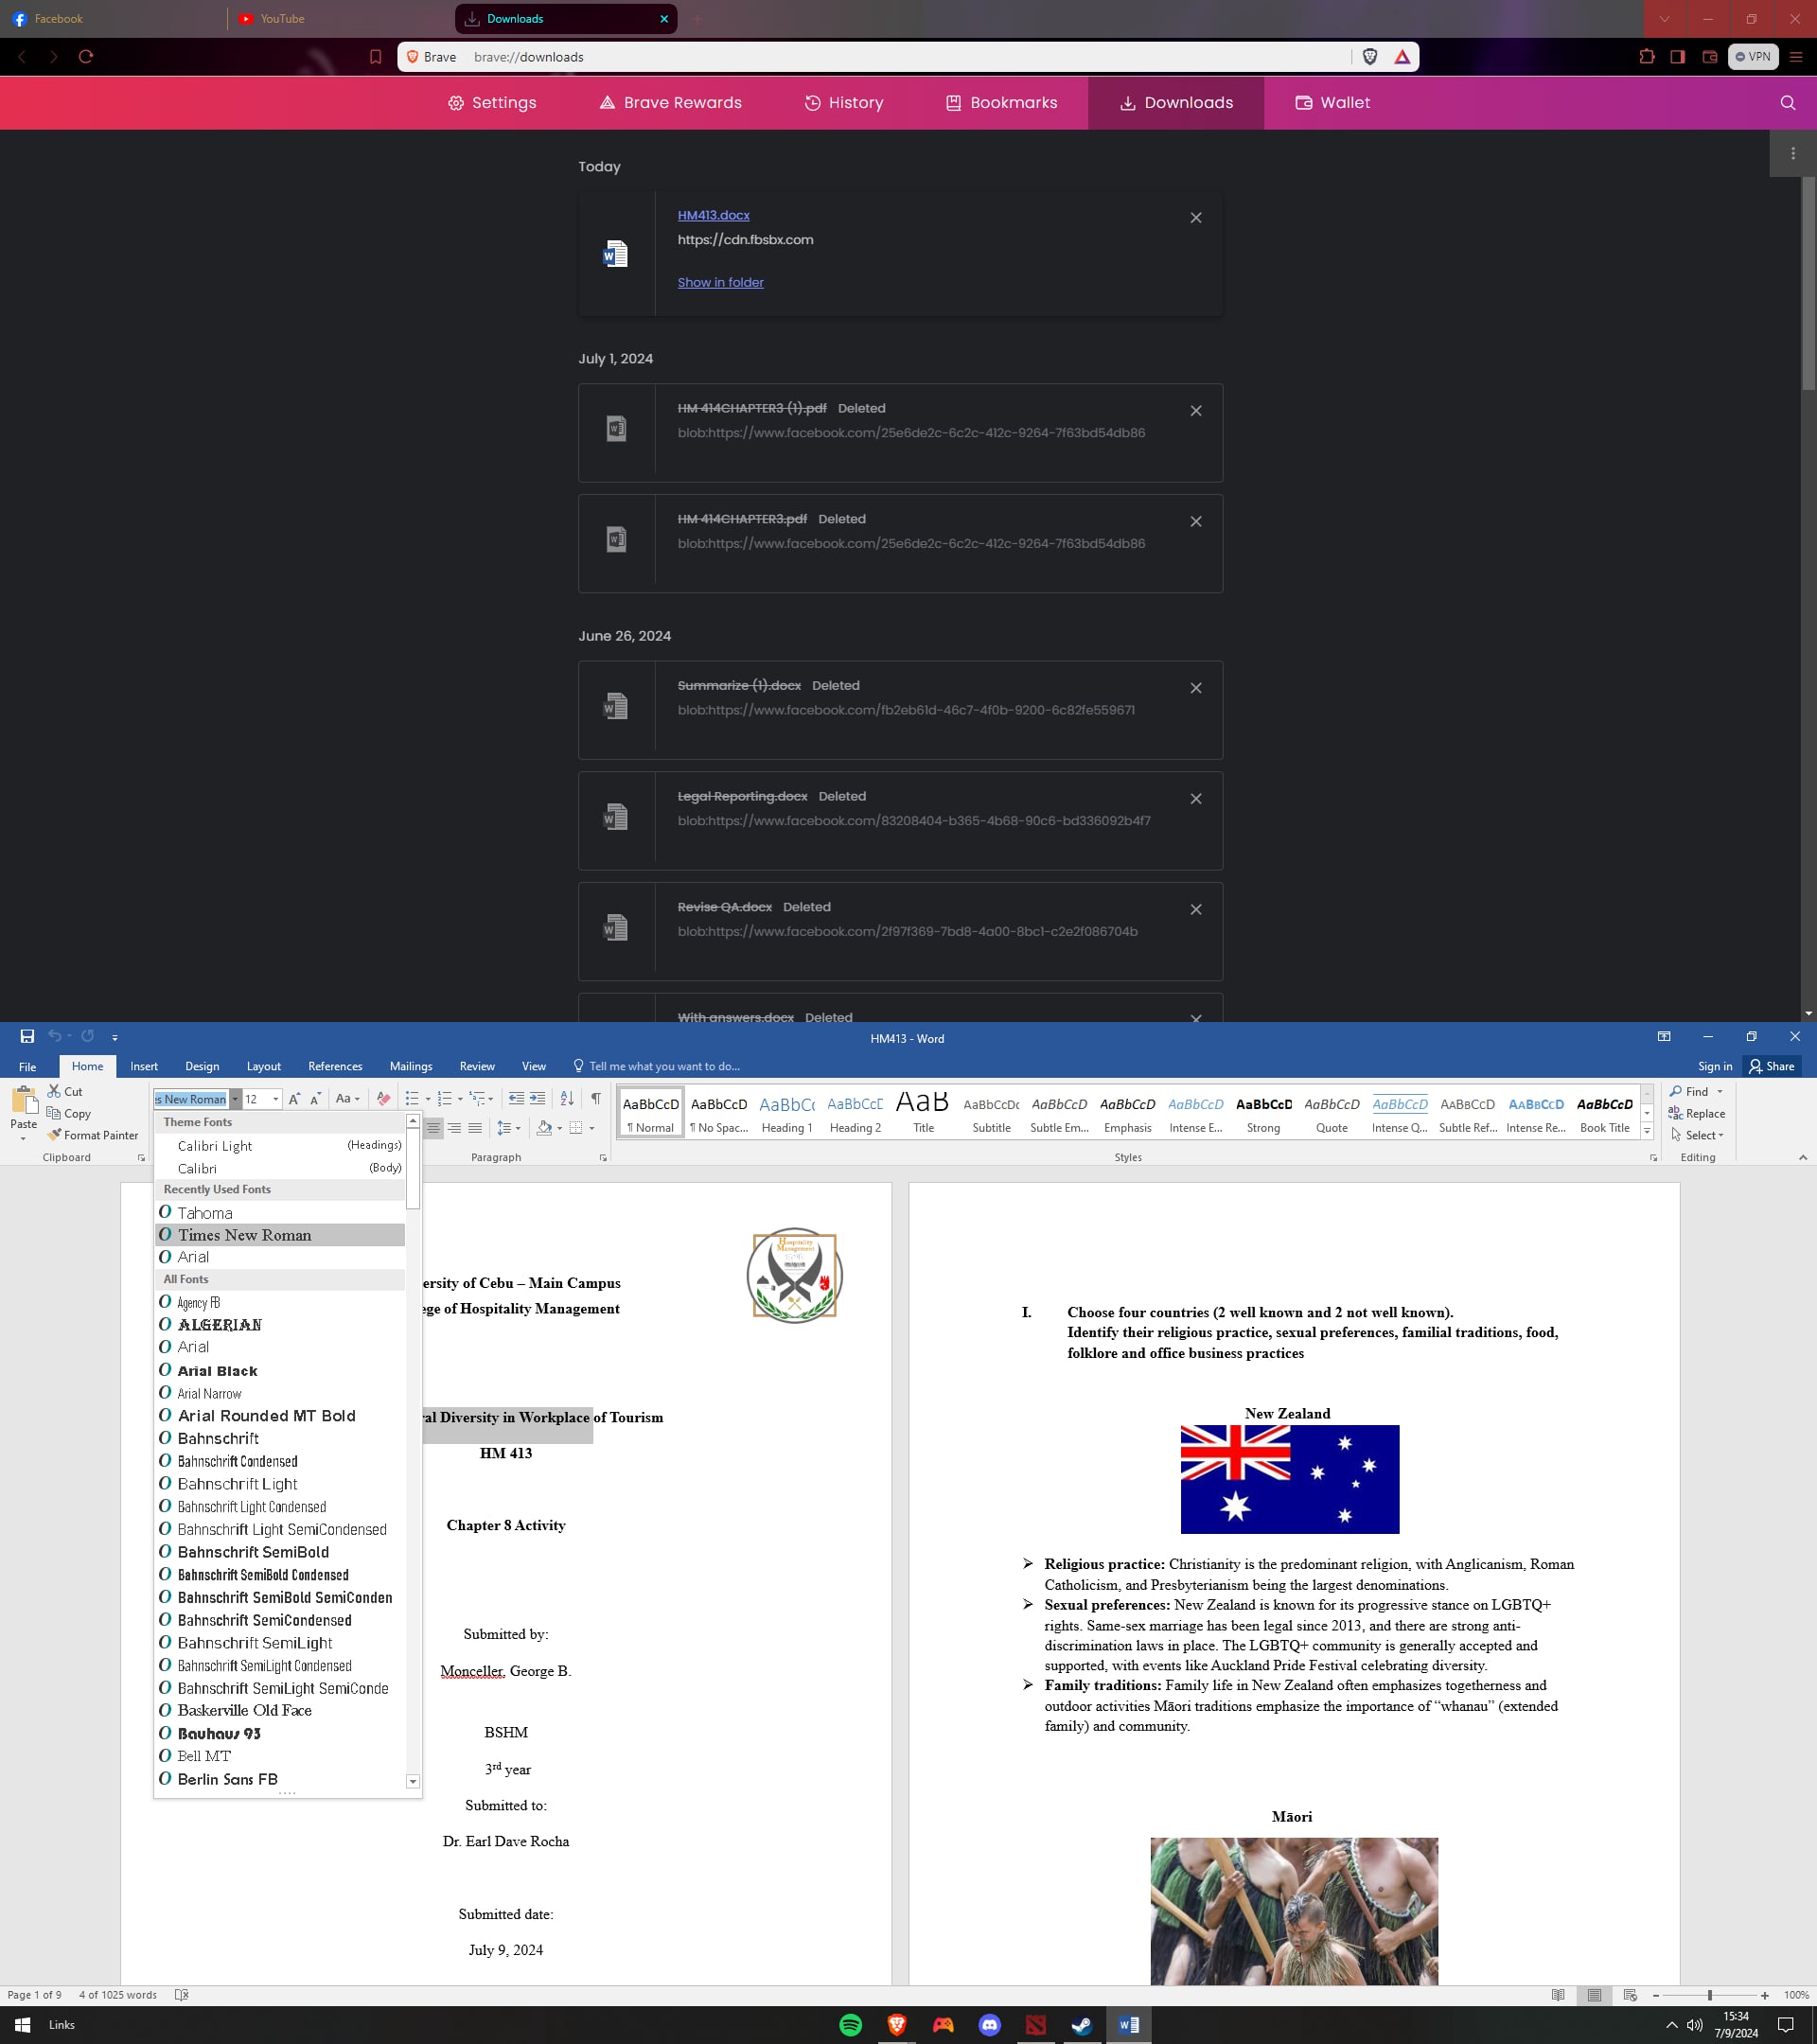 Facebook
YouTube
Downloads
Brave
brave://downloads
VPN
Settings
Brave Rewards
History
Bookmarks
Downloads
Wallet
Today
HM413.docx
https://cdn.fbsbx.com
Show in folder
July 1, 2024
HM 414CHAPTER3 (1).pdf Deleted
blob:https://www.facebook.com/25e6de2c-6c2c-412c-9264-7f63bd54db86
HM 414CHAPTER3.pdf Deleted
blob:https://www.facebook.com/25e6de2c-6c2c-412c-9264-7f63bd54db86
June 26, 2024
Summarize (1).docx Deleted
blob:https://www.facebook.com/fb2eb61d-46c7-4f0b-9200-6c82fe559671
Legal Reporting.docx Deleted
blob:https://www.facebook.com/83208404-b365-4b68-90c6-bd336092b4f7
Revise QA.docx Deleted
blob:https://www.facebook.com/2f97f369-7bd8-4a00-8bc1-c2e2f086704b
With answers.docx Deleted
HM413 - Word
File Home Insert Design Layout References Mailings Review View Tell me what you want to do...
Sign in Share
Paste
Cut
Copy
Format Painter
Clipboard
s New Roman 12
Aa
Paragraph
AaBbCcD ¶ Normal
AaBbCcD ¶ No Spac...
AaBbC Heading 1
AaBbCcE Heading 2
AaB Title
AaBbCcD Subtitle
AaBbCcD Subtle Em...
AaBbCcD Emphasis
AaBbCcD Intense E...
AaBbCcD Strong
AaBbCcD Quote
AaBbCcD Intense Q...
AaBbCcD Subtle Ref...
AaBbCcD Intense Re...
AaBbCcD Book Title
Styles
Find
Replace
Select
Editing
Theme Fonts
Calibri Light (Headings)
Calibri (Body)
Recently Used Fonts
Tahoma
Times New Roman
Arial
All Fonts
Agency FB
ALGERIAN
Arial
Arial Black
Arial Narrow
Arial Rounded MT Bold
Bahnschrift
Bahnschrift Condensed
Bahnschrift Light
Bahnschrift Light Condensed
Bahnschrift Light SemiCondensed
Bahnschrift SemiBold
Bahnschrift SemiBold Condensed
Bahnschrift SemiBold SemiConden
Bahnschrift SemiCondensed
Bahnschrift SemiLight
Bahnschrift SemiLight Condensed
Bahnschrift SemiLight SemiConde
Baskerville Old Face
Bauhaus 93
Bell MT
Berlin Sans FB
ersity of Cebu – Main Campus
ege of Hospitality Management
Hospitality
Management
ral Diversity in Workplace of Tourism
HM 413
Chapter 8 Activity
Submitted by:
Monceller, George B.
BSHM
3rd year
Submitted to:
Dr. Earl Dave Rocha
Submitted date:
July 9, 2024
I. Choose four countries (2 well known and 2 not well known).
Identify their religious practice, sexual preferences, familial traditions, food,
folklore and office business practices
New Zealand
➢ Religious practice: Christianity is the predominant religion, with Anglicanism, Roman
Catholicism, and Presbyterianism being the largest denominations.
➢ Sexual preferences: New Zealand is known for its progressive stance on LGBTQ+
rights. Same-sex marriage has been legal since 2013, and there are strong anti-
discrimination laws in place. The LGBTQ+ community is generally accepted and
supported, with events like Auckland Pride Festival celebrating diversity.
➢ Family traditions: Family life in New Zealand often emphasizes togetherness and
outdoor activities Māori traditions emphasize the importance of “whanau” (extended
family) and community.
Māori
Page 1 of 9 4 of 1025 words
100%
Links
15:34
7/9/2024